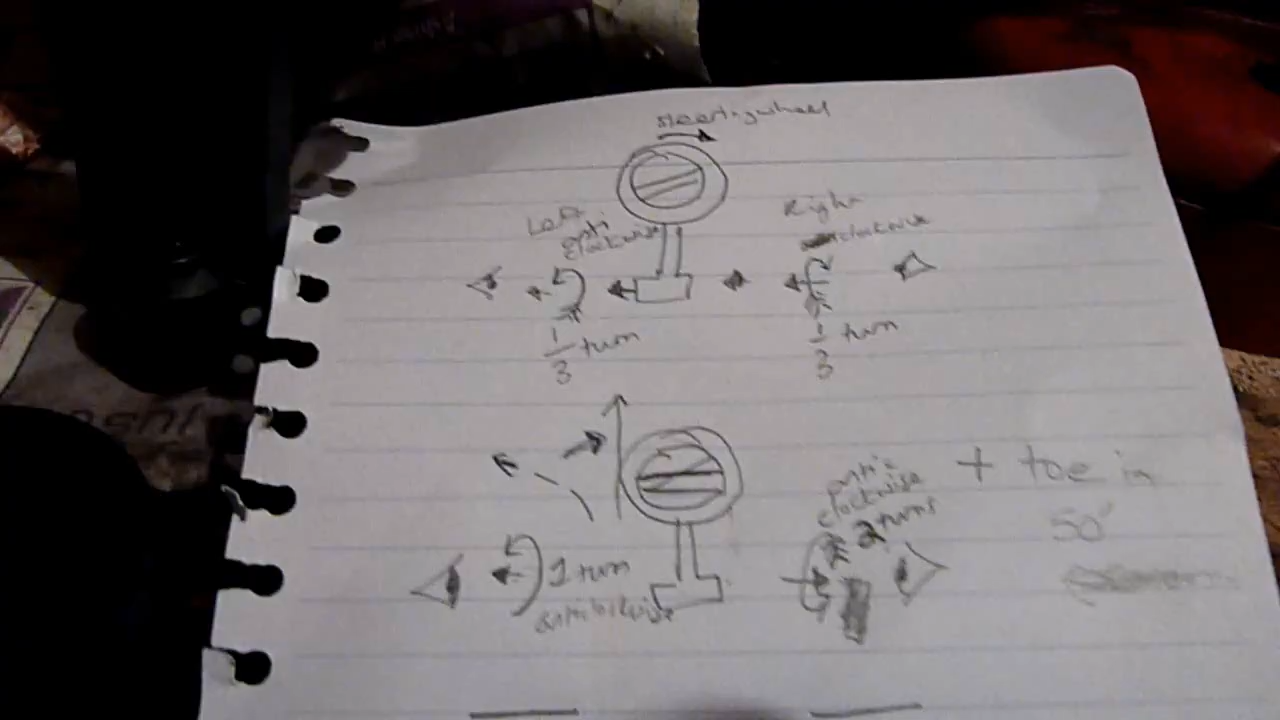 steering wheel
Left
anti
clockwise
Right
clockwise
1/3 turn
1/3 turn
anti
clockwise
2 turns
+ toe in
50'
1 turn